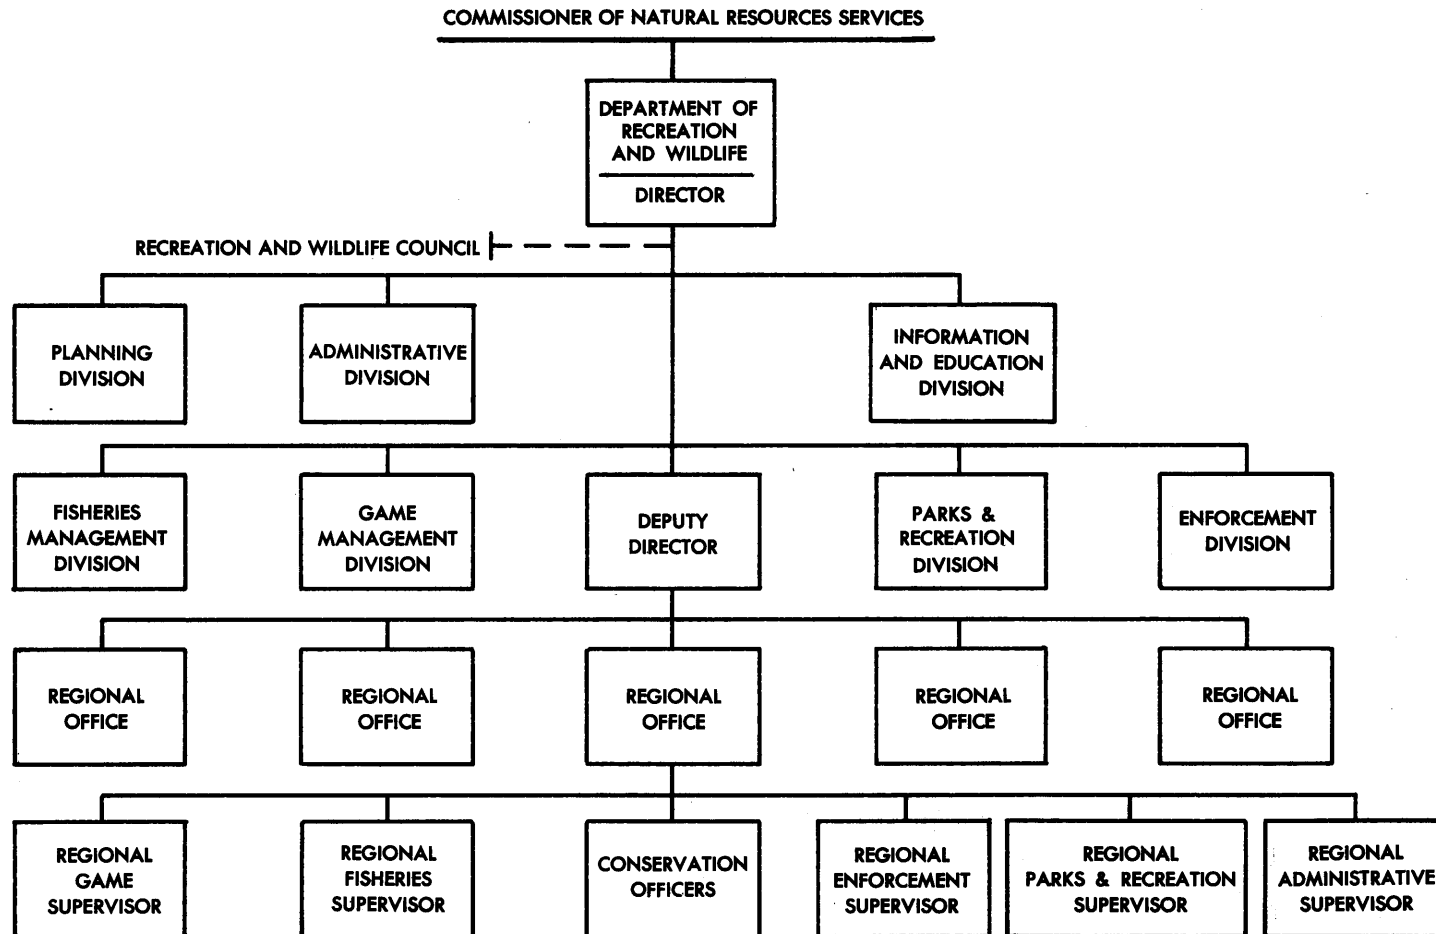 COMMISSIONER OF NATURAL RESOURCES SERVICES
DEPARTMENT OF
RECREATION
AND WILDLIFE
DIRECTOR
RECREATION AND WILDLIFE COUNCIL
PLANNING
DIVISION
ADMINISTRATIVE
DIVISION
INFORMATION
AND EDUCATION
DIVISION
FISHERIES
MANAGEMENT
DIVISION
GAME
MANAGEMENT
DIVISION
DEPUTY
DIRECTOR
PARKS &
RECREATION
DIVISION
ENFORCEMENT
DIVISION
REGIONAL
OFFICE
REGIONAL
OFFICE
REGIONAL
OFFICE
REGIONAL
OFFICE
REGIONAL
OFFICE
REGIONAL
GAME
SUPERVISOR
REGIONAL
FISHERIES
SUPERVISOR
CONSERVATION
OFFICERS
REGIONAL
ENFORCEMENT
SUPERVISOR
REGIONAL
PARKS & RECREATION
SUPERVISOR
REGIONAL
ADMINISTRATIVE
SUPERVISOR